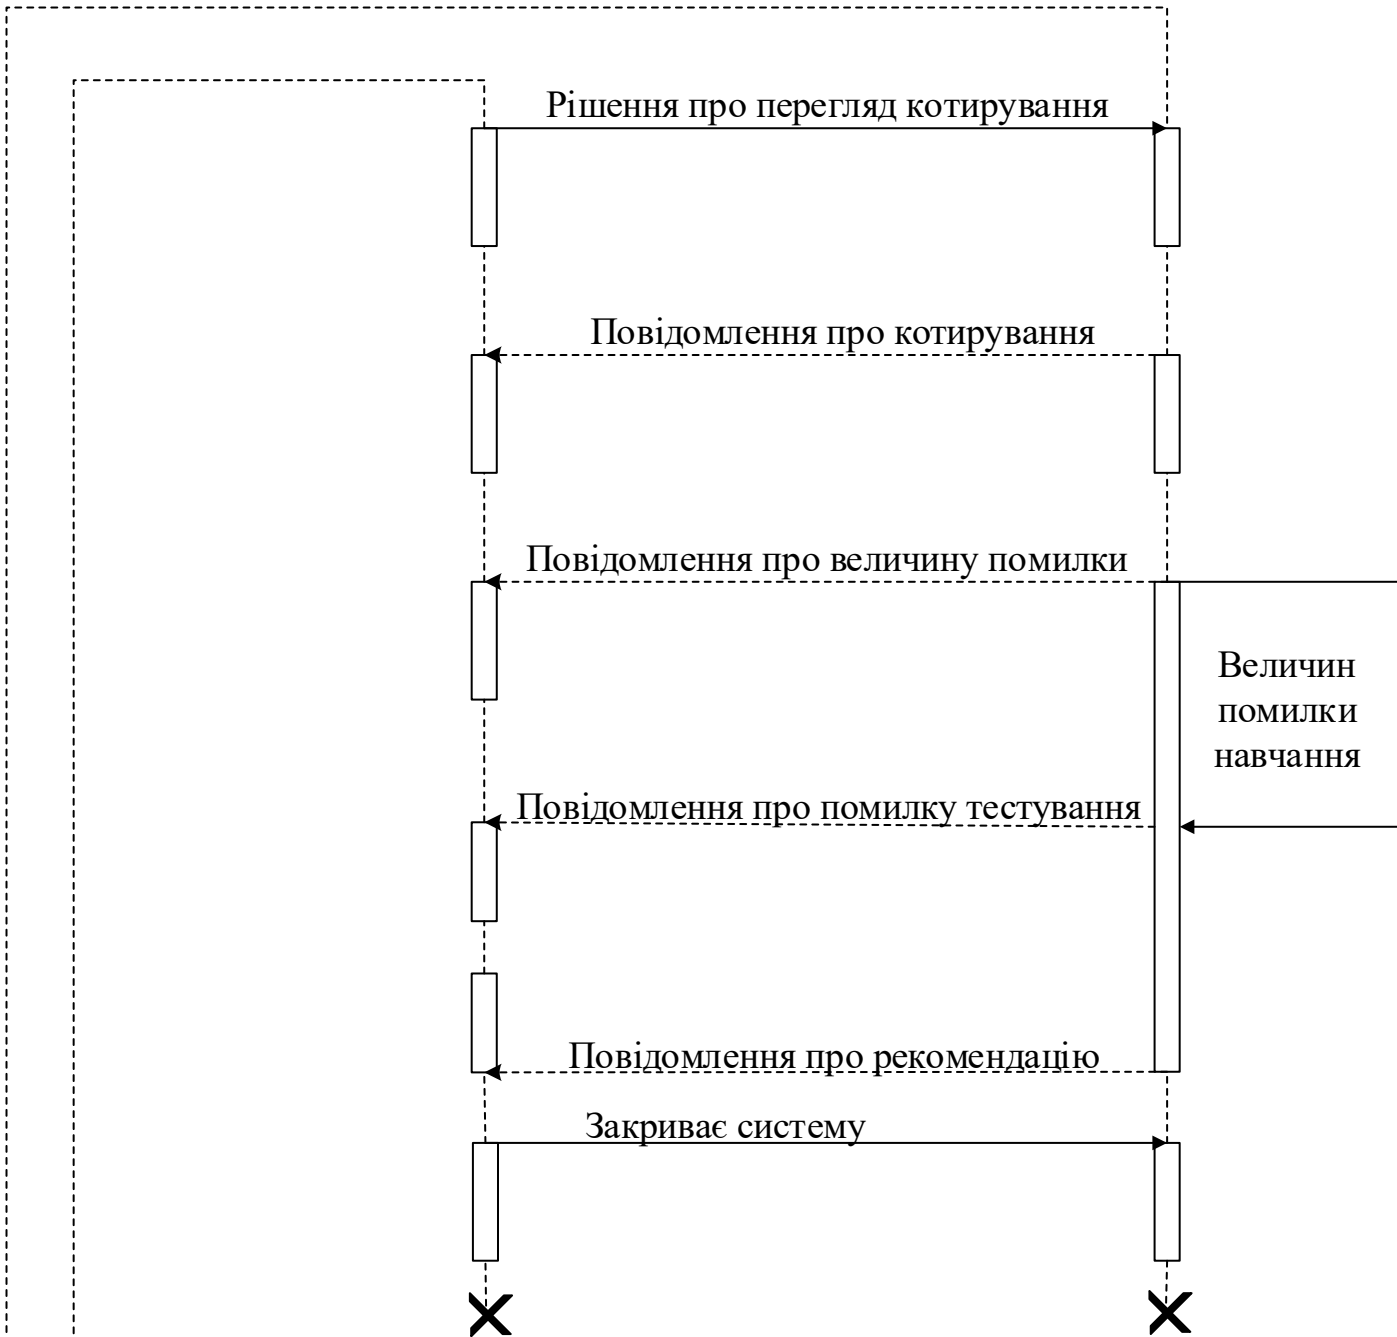 Рішення про перегляд котирування
Повідомлення про котирування
Повідомлення про величину помилки
Величин
помилки
навчання
Повідомлення про помилку тестування
Повідомлення про рекомендацію
Закриває систему